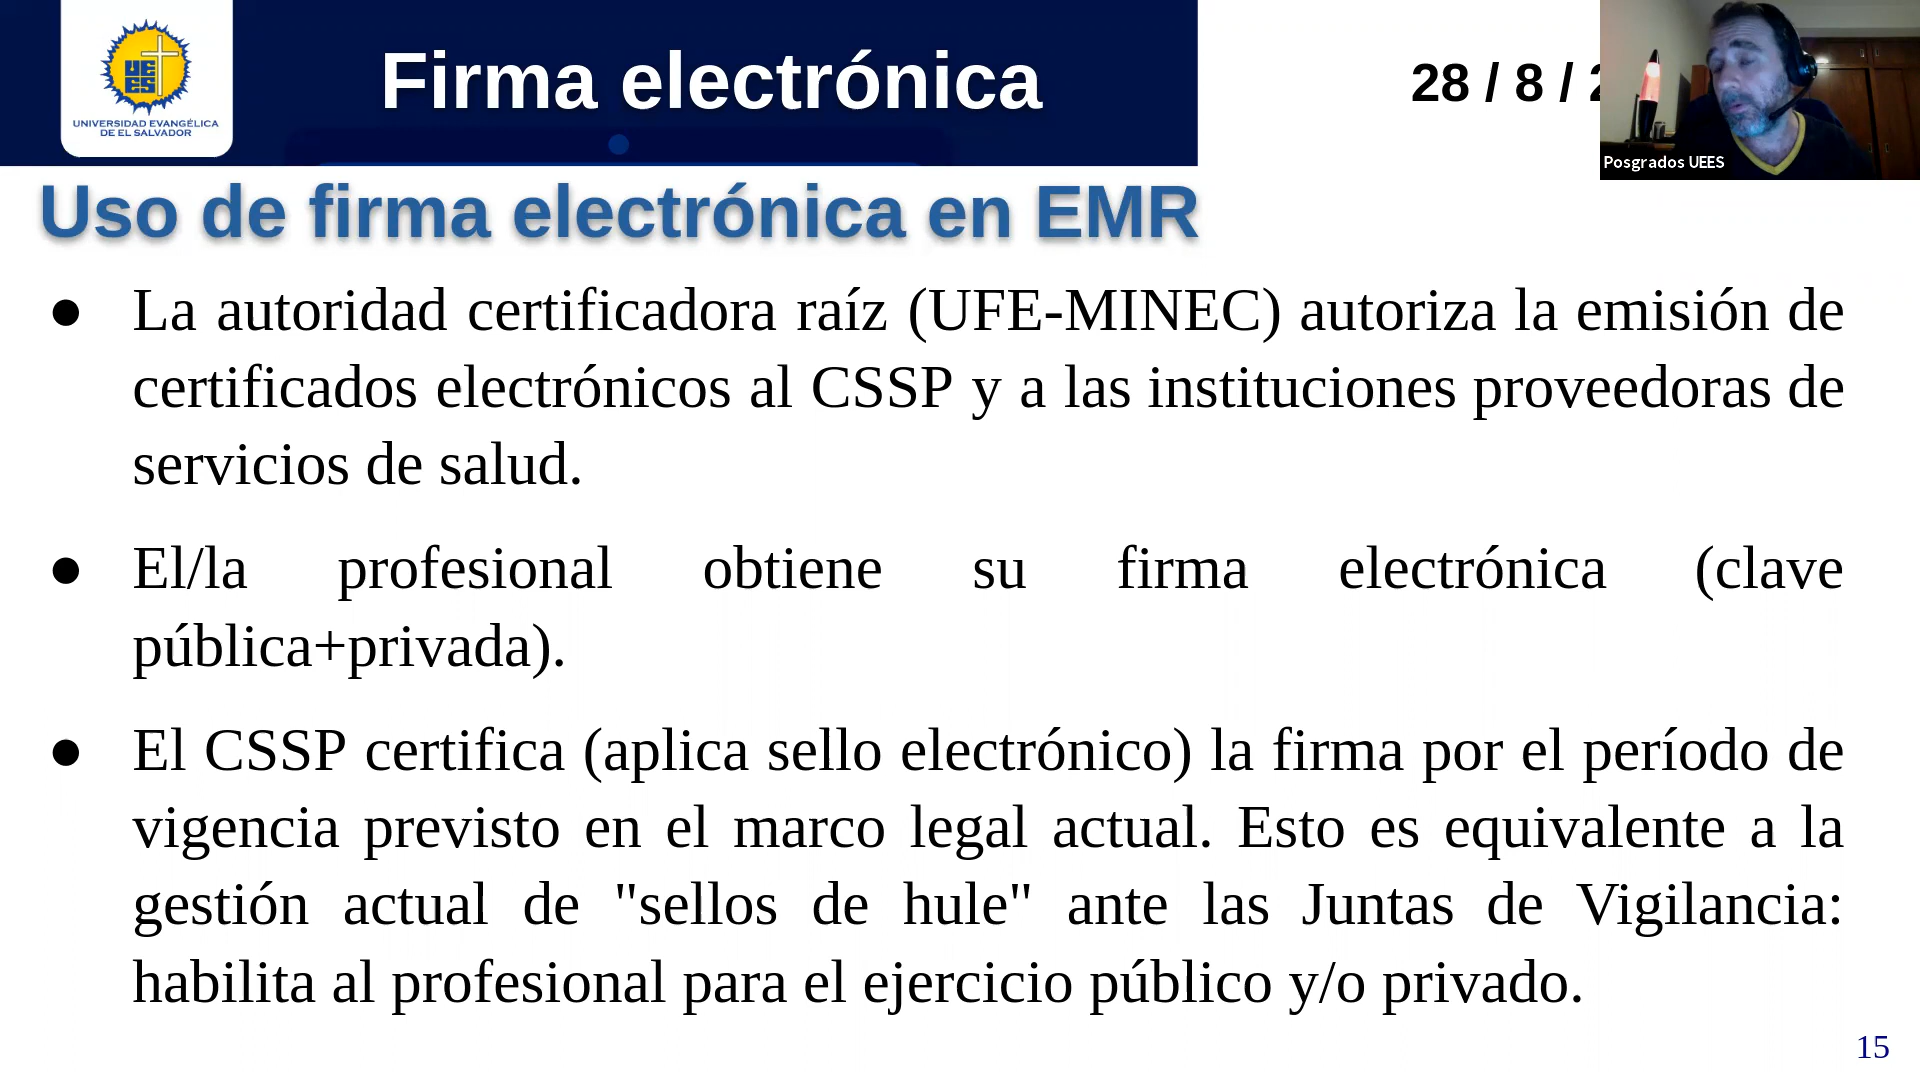 UE
ES
UNIVERSIDAD EVANGÉLICA
DE EL SALVADOR
Firma electrónica
28 / 8 /
Posgrados UEES
Uso de firma electrónica en EMR
● La autoridad certificadora raíz (UFE-MINEC) autoriza la emisión de
certificados electrónicos al CSSP y a las instituciones proveedoras de
servicios de salud.
● El/la profesional obtiene su firma electrónica (clave
pública+privada).
● El CSSP certifica (aplica sello electrónico) la firma por el período de
vigencia previsto en el marco legal actual. Esto es equivalente a la
gestión actual de "sellos de hule" ante las Juntas de Vigilancia:
habilita al profesional para el ejercicio público y/o privado.
15